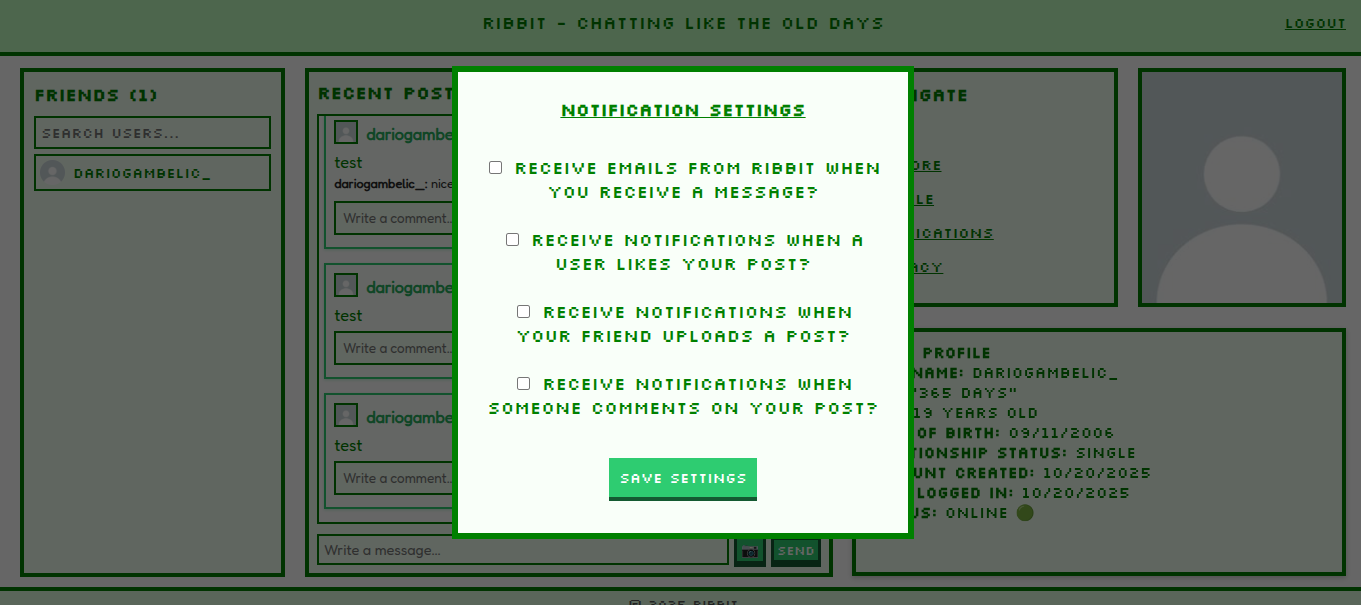 RIBBIT - CHATTING LIKE THE OLD DAYS
LOGOUT
FRIENDS (1)
SEARCH USERS...
DARIOGAMBELIC_
RECENT POST
dariogambe
test
dariogambelic_: nice
Write a comment...
dariogambe
test
Write a comment...
dariogambe
test
Write a comment...
Write a message...
SEND
NOTIFICATION SETTINGS
RECEIVE EMAILS FROM RIBBIT WHEN
YOU RECEIVE A MESSAGE?
RECEIVE NOTIFICATIONS WHEN A
USER LIKES YOUR POST?
RECEIVE NOTIFICATIONS WHEN
YOUR FRIEND UPLOADS A POST?
RECEIVE NOTIFICATIONS WHEN
SOMEONE COMMENTS ON YOUR POST?
SAVE SETTINGS
IGATE
ORE
LE
ICATIONS
ACY
PROFILE
NAME: DARIOGAMBELIC_
"365 DAYS"
19 YEARS OLD
OF BIRTH: 09/11/2006
TIONSHIP STATUS: SINGLE
UNT CREATED: 10/20/2025
LOGGED IN: 10/20/2025
US: ONLINE
© 2025 RIBBIT